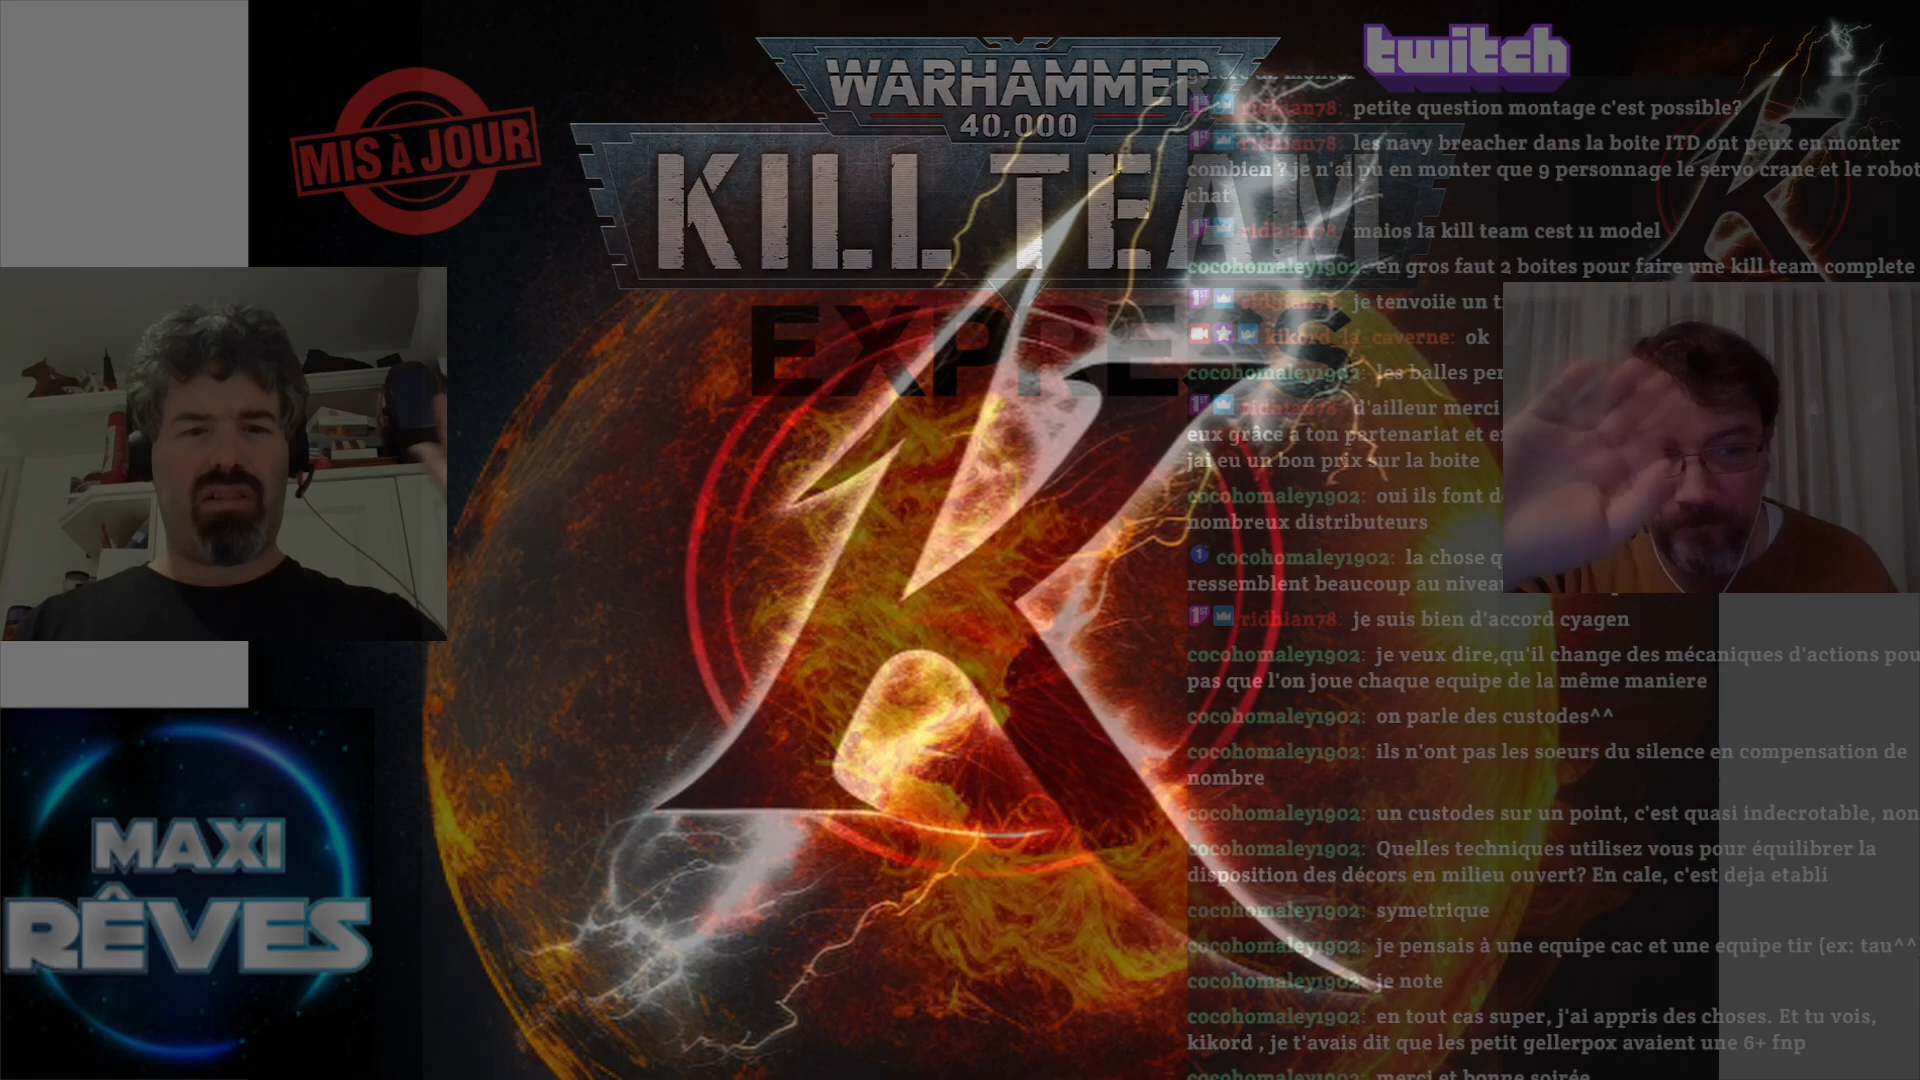 twitch
WARHAMMER
40,000
KILL TEAM
EXPRESS
MIS À JOUR
MAXI
RÊVES
ridhian78: petite question montage c'est possible?
ridhian78: les navy breacher dans la boite ITD ont peux en monter
combien ? je n'ai pu en monter que 9 personnage le servo crane et le robot
chat
ridhian78: maios la kill team cest 11 model
cocohomaley1902: en gros faut 2 boites pour faire une kill team complete
ridhian78: je tenvoiie un
kikoro_la_caverne: ok
cocohomaley1902: les balles
ridhian78: d'ailleur merci
eux grâce a ton partenariat et
jai eu un bon prix sur la boite
cocohomaley1902: oui ils font
nombreux distributeurs
cocohomaley1902: la chose
ressemblent beaucoup au
ridhian78: je suis bien d'accord cyagen
cocohomaley1902: je veux dire,qu'il change des mécaniques d'actions
pas que l'on joue chaque equipe de la même maniere
cocohomaley1902: on parle des custodes^^
cocohomaley1902: ils n'ont pas les soeurs du silence en compensation de
nombre
cocohomaley1902: un custodes sur un point, c'est quasi indecrotable, non
cocohomaley1902: Quelles techniques utilisez vous pour équilibrer la
disposition des décors en milieu ouvert? En cale, c'est deja etabli
cocohomaley1902: symetrique
cocohomaley1902: je pensais à une equipe cac et une equipe tir (ex: tau^^
cocohomaley1902: je note
cocohomaley1902: en tout cas super, j'ai appris des choses. Et tu vois,
kikord , je t'avais dit que les petit gellerpox avaient une 6+ fnp
cocohomaley1902: merci et bonne soirée